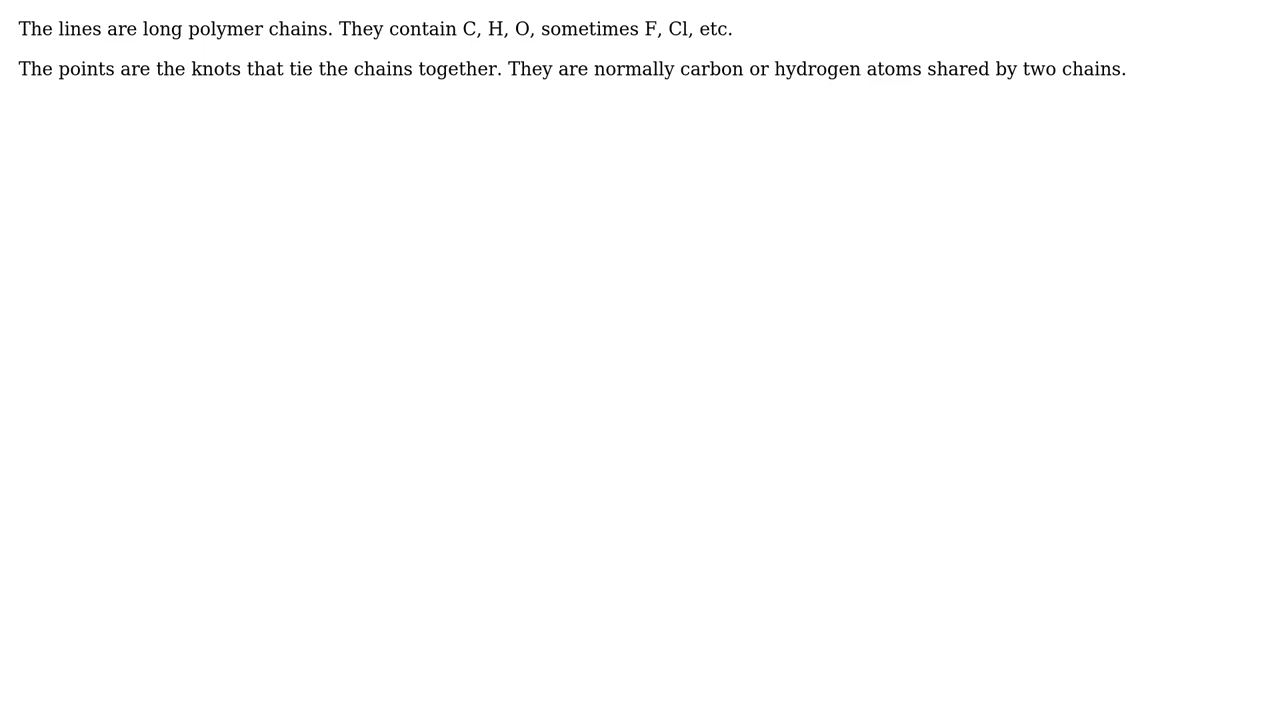 The lines are long polymer chains. They contain C, H, O, sometimes F, Cl, etc.
The points are the knots that tie the chains together. They are normally carbon or hydrogen atoms shared by two chains.